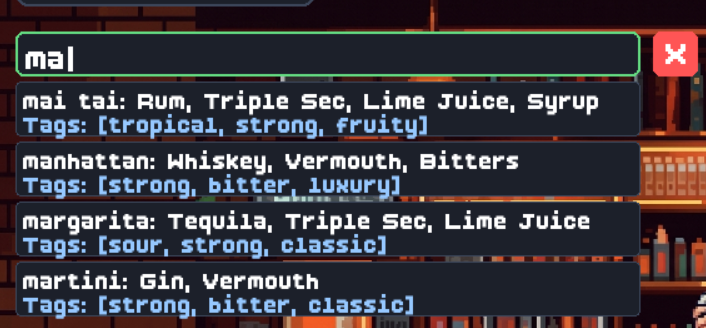 ma
mai tai: Rum, Triple Sec, Lime Juice, Syrup
Tags: [tropical, strong, fruity]
manhattan: Whiskey, Vermouth, Bitters
Tags: [strong, bitter, luxury]
margarita: Tequila, Triple Sec, Lime Juice
Tags: [sour, strong, classic]
martini: Gin, Vermouth
Tags: [strong, bitter, classic]